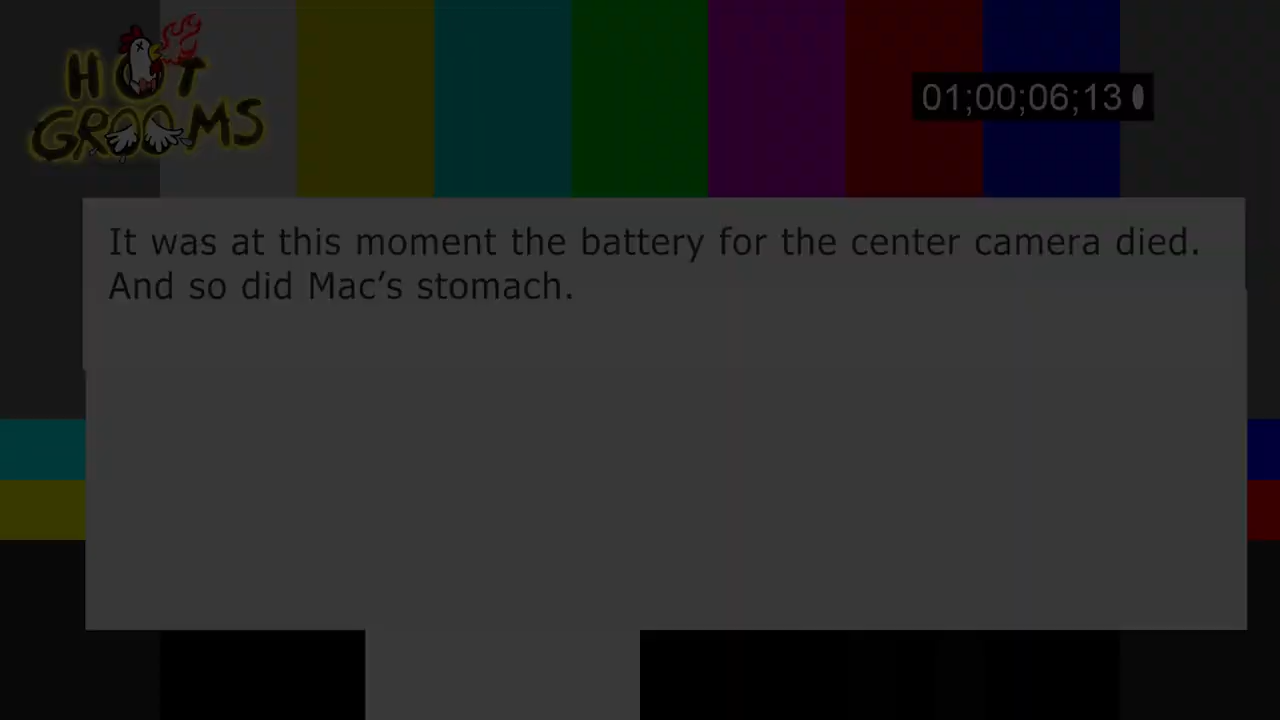 HOT
GROOMS
01;00;06;13
It was at this moment the battery for the center camera died.
And so did Mac’s stomach.